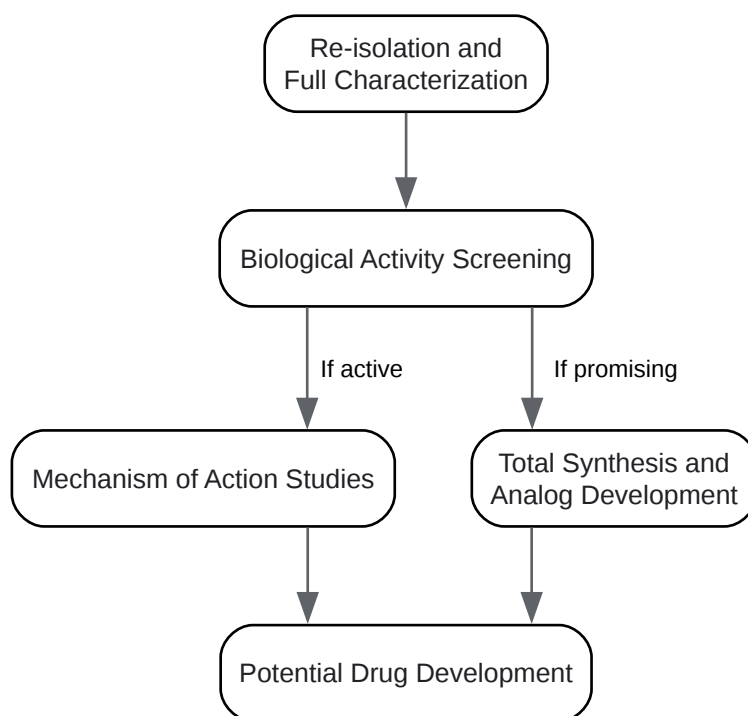 Re-isolation and
Full Characterization
Biological Activity Screening
If active
If promising
Mechanism of Action Studies
Total Synthesis and
Analog Development
Potential Drug Development